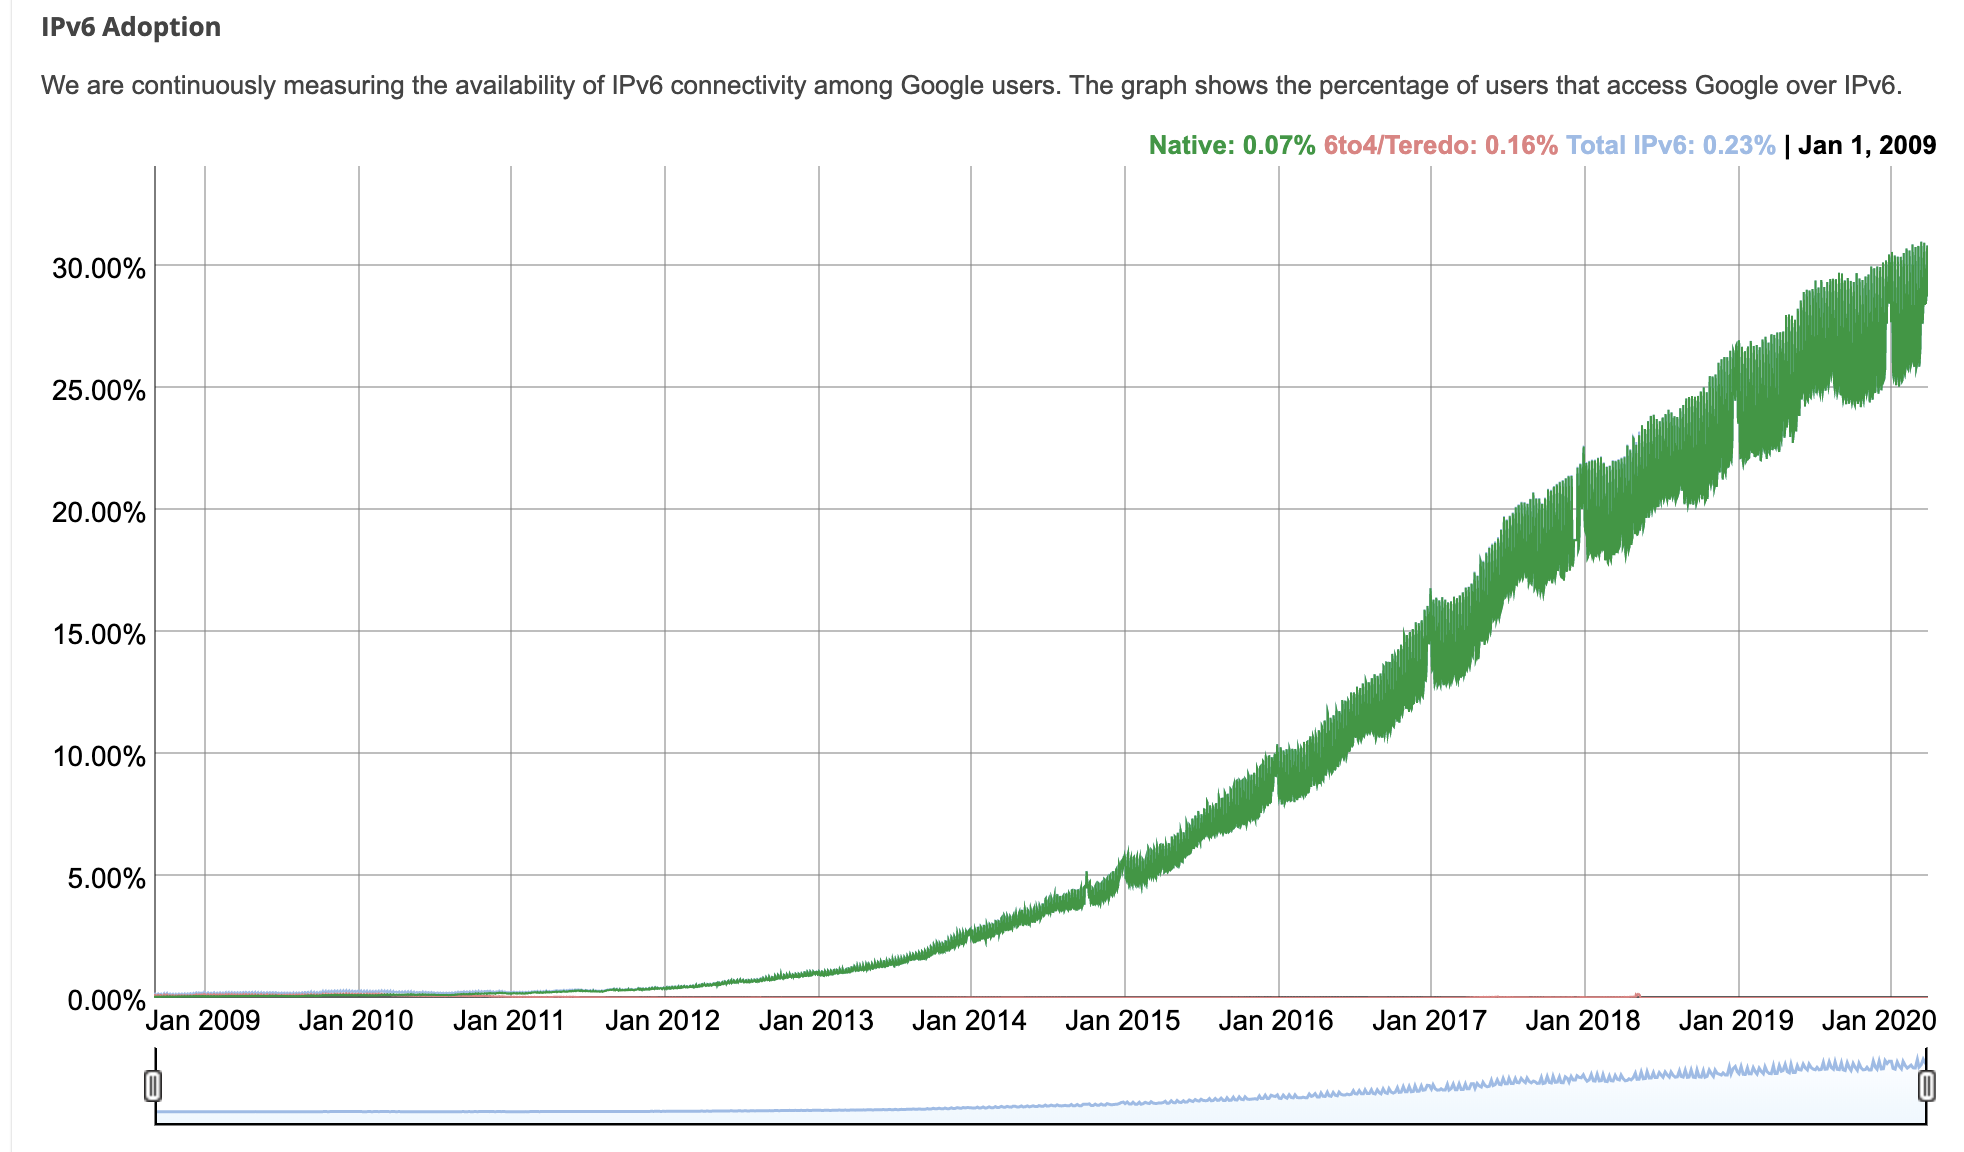 IPv6 Adoption
We are continuously measuring the availability of IPv6 connectivity among Google users. The graph shows the percentage of users that access Google over IPv6.
Native: 0.07% 6to4/Teredo: 0.16% Total IPv6: 0.23% | Jan 1, 2009
30.00%
25.00%
20.00%
15.00%
10.00%
5.00%
0.00%
Jan 2009 Jan 2010 Jan 2011 Jan 2012 Jan 2013 Jan 2014 Jan 2015 Jan 2016 Jan 2017 Jan 2018 Jan 2019 Jan 2020